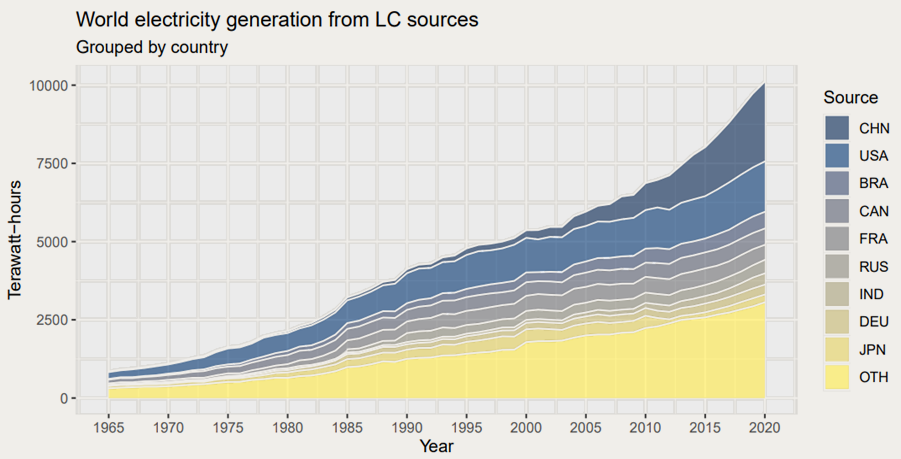 World electricity generation from LC sources
Grouped by country
10000
7500
5000
2500
0
Terawatt−hours
1965 1970 1975 1980 1985 1990 1995 2000 2005 2010 2015 2020
Year
Source
CHN
USA
BRA
CAN
FRA
RUS
IND
DEU
JPN
OTH